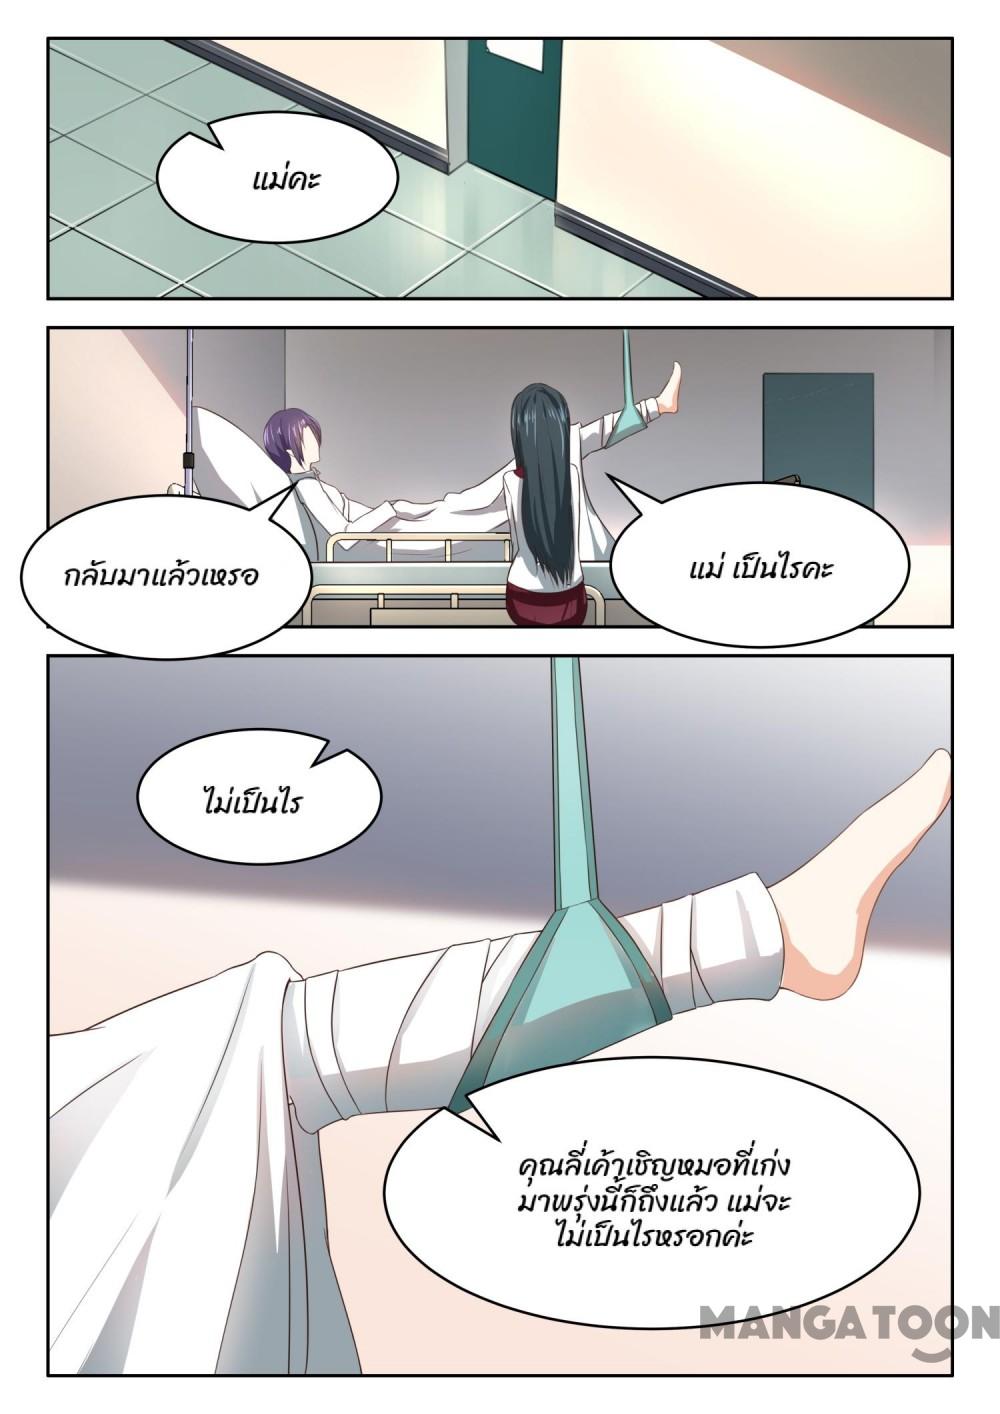 แม่คะ
กลับมาแล้วเหรอ
แม่ เป็นไรคะ
ไม่เป็นไร
คุณลี่เค้าเชิญหมอที่เก่ง
มาพรุ่งนี้ก็ถึงแล้ว แม่จะ
ไม่เป็นไรหรอกค่ะ
MANGATOON